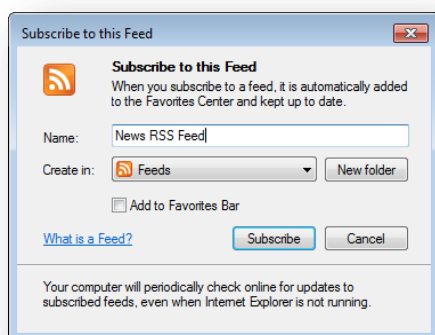 Subscribe to this Feed
Subscribe to this Feed
When you subscribe to a feed, it is automatically added
to the Favorites Center and kept up to date.
Name: News RSS Feed
Create in: Feeds New folder
Add to Favorites Bar
What is a Feed? Subscribe Cancel
Your computer will periodically check online for updates to
subscribed feeds, even when Internet Explorer is not running.